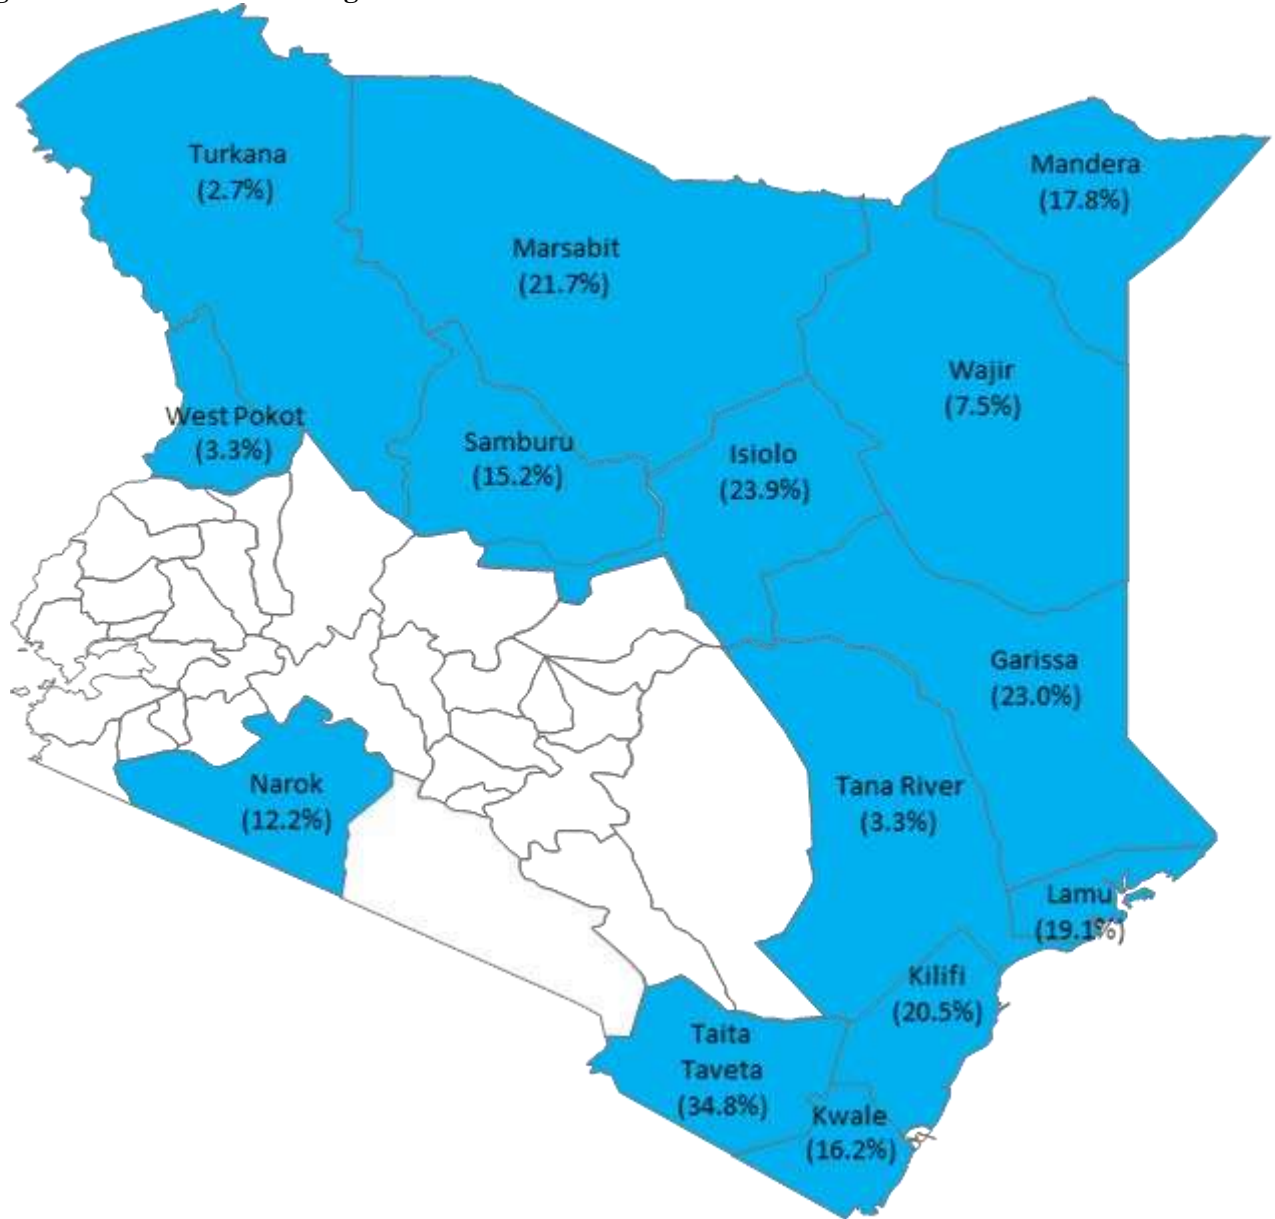 Turkana
(2.7%)
Marsabit
(21.7%)
Mandera
(17.8%)
Wajir
(7.5%)
West Pokot
(3.3%)
Samburu
(15.2%)
Isiolo
(23.9%)
Garissa
(23.0%)
Narok
(12.2%)
Tana River
(3.3%)
Lamu
(19.1%)
Kilifi
(20.5%)
Taita
Taveta
(34.8%)
Kwale
(16.2%)